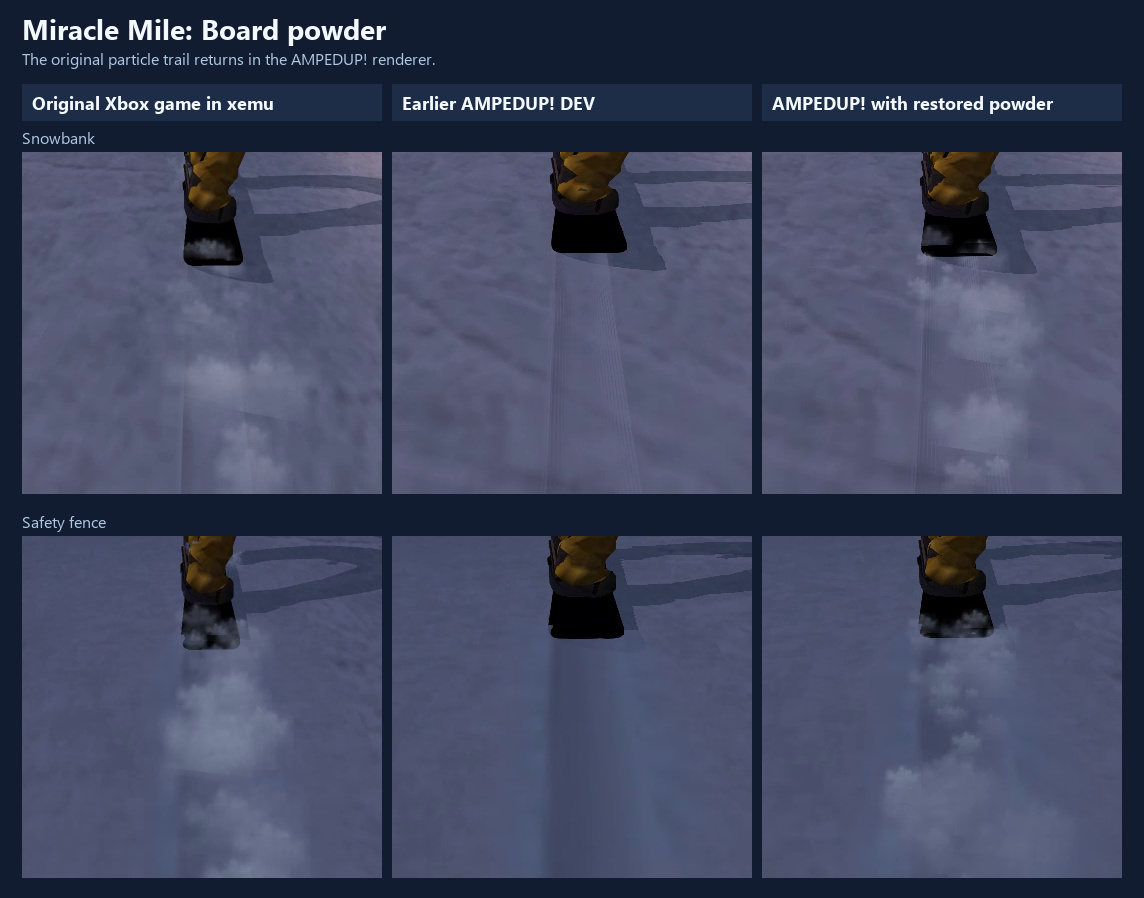 Miracle Mile: Board powder
The original particle trail returns in the AMPEDUP! renderer.
Original Xbox game in xemu
Earlier AMPEDUP! DEV
AMPEDUP! with restored powder
Snowbank
Safety fence